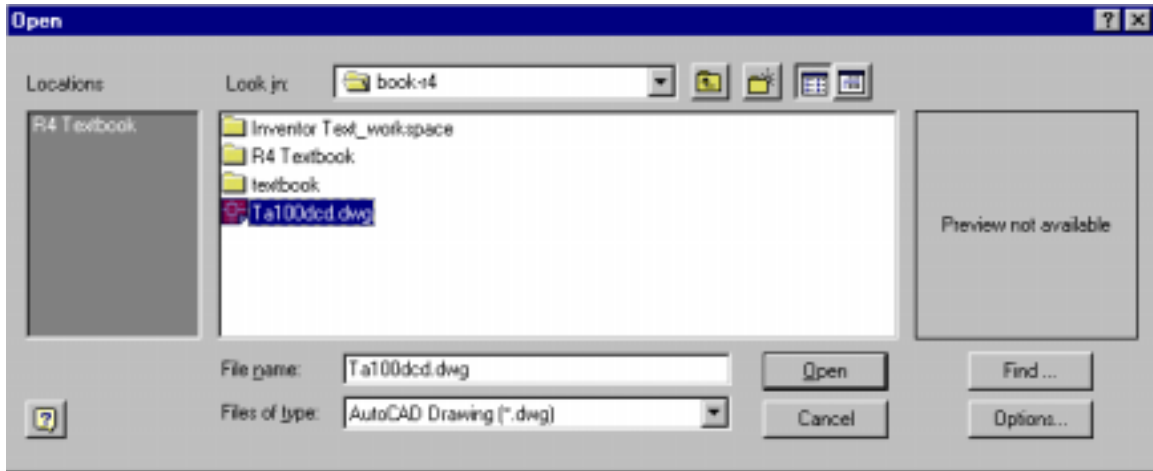 Open
Locations
Look in: book-r4
R4 Textbook
Inventor Text_workspace
R4 Textbook
textbook
Ta100dcd.dwg
Preview not available
File name: Ta100dcd.dwg
Open
Find ...
Files of type: AutoCAD Drawing (*.dwg)
Cancel
Options...